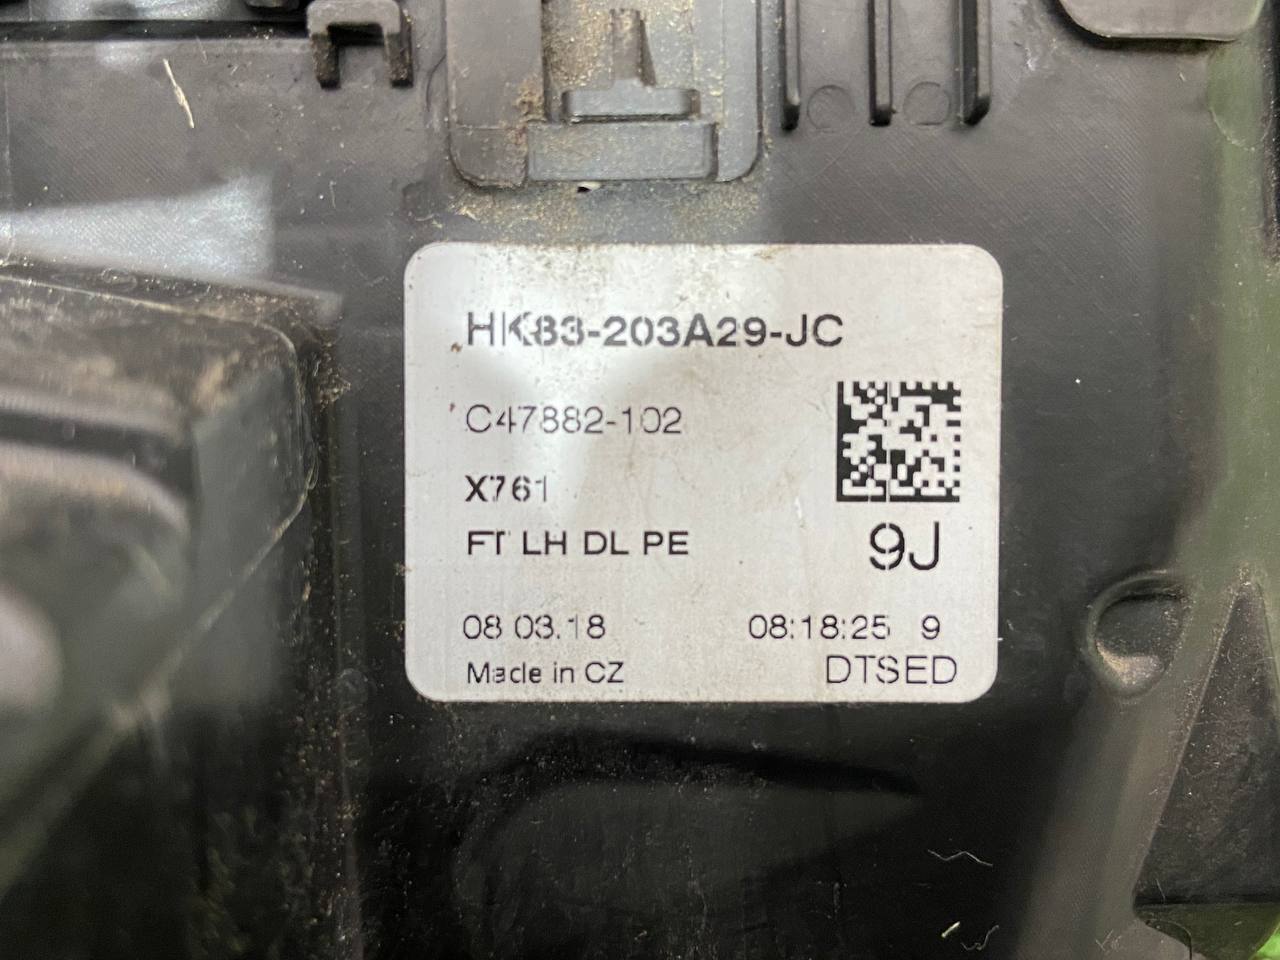 HK83-203A29-JC
C47882-102
X761
FT LH DL PE
9J
08.03.18 08:18:25 9
Made in CZ DTSED